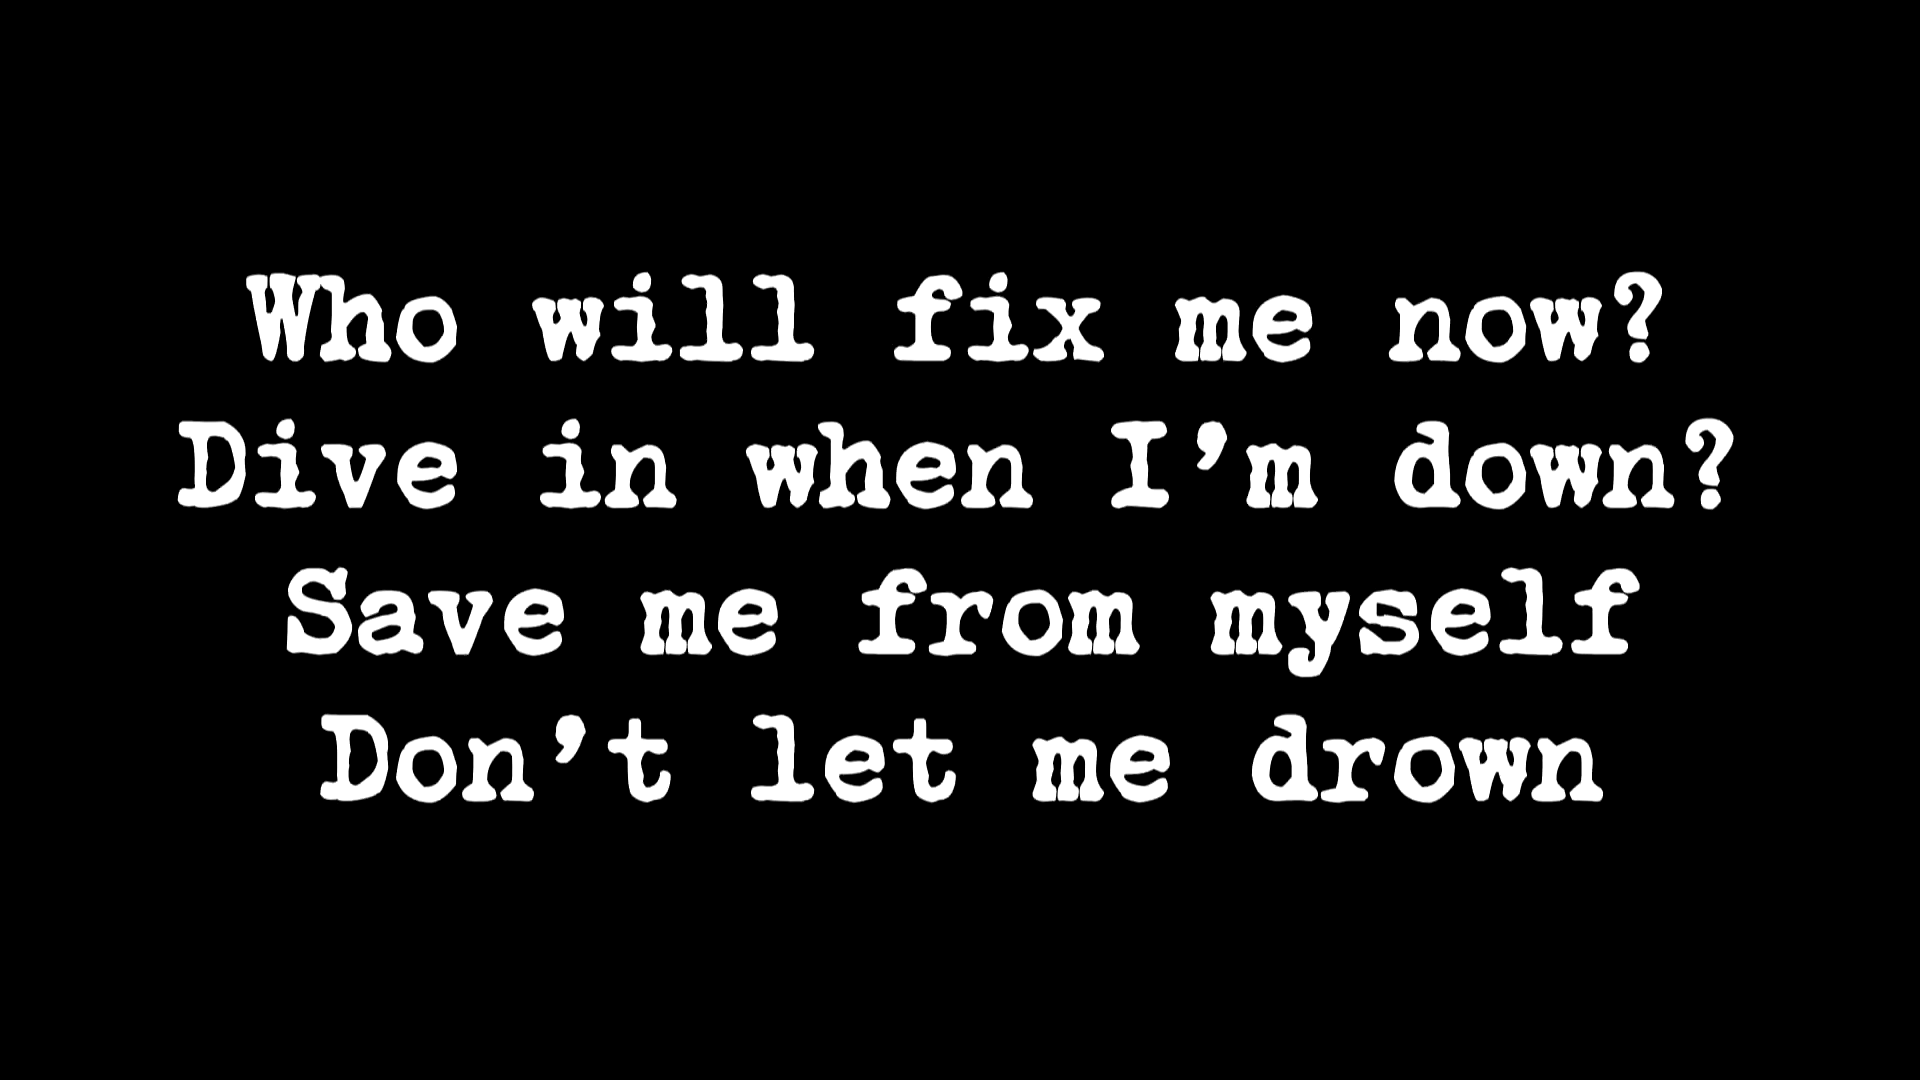 Who will fix me now?
Dive in when I’m down?
Save me from myself
Don’t let me drown